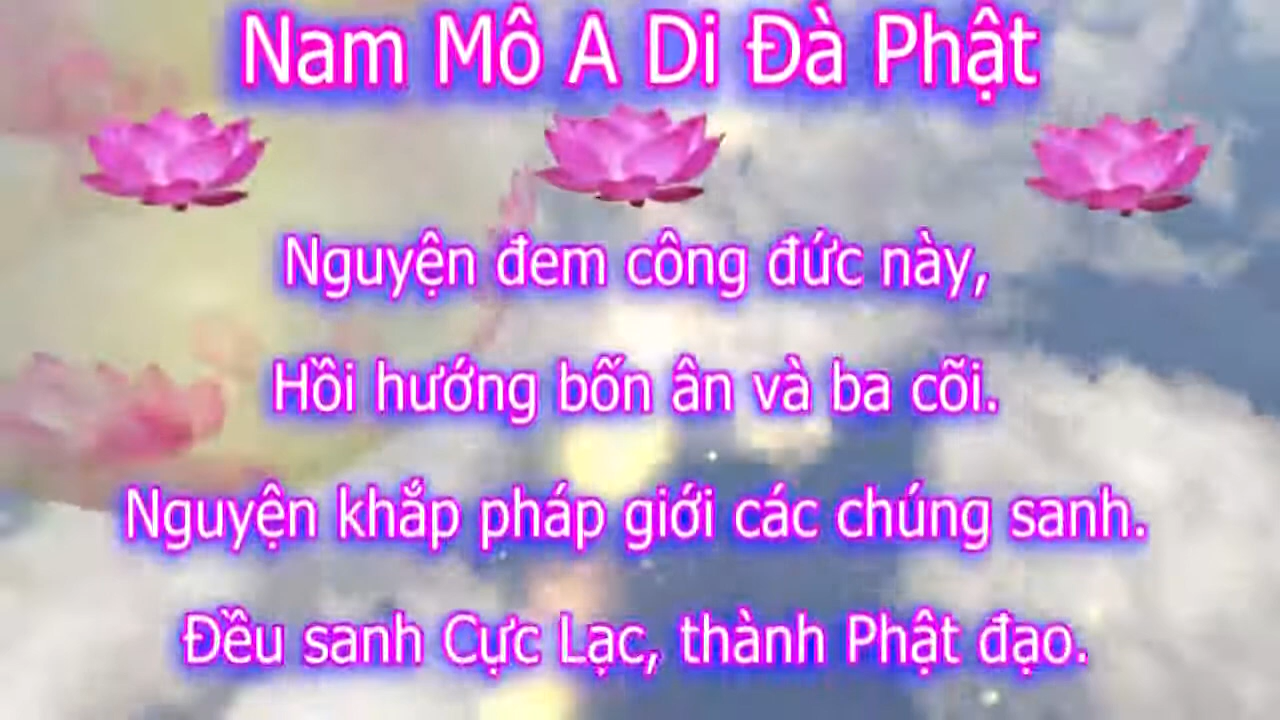 Nam Mô A Di Đà Phật
Nguyện đem công đức này,
Hồi hướng bốn ân và ba cõi.
Nguyện khắp pháp giới các chúng sanh.
Đều sanh Cực Lạc, thành Phật đạo.